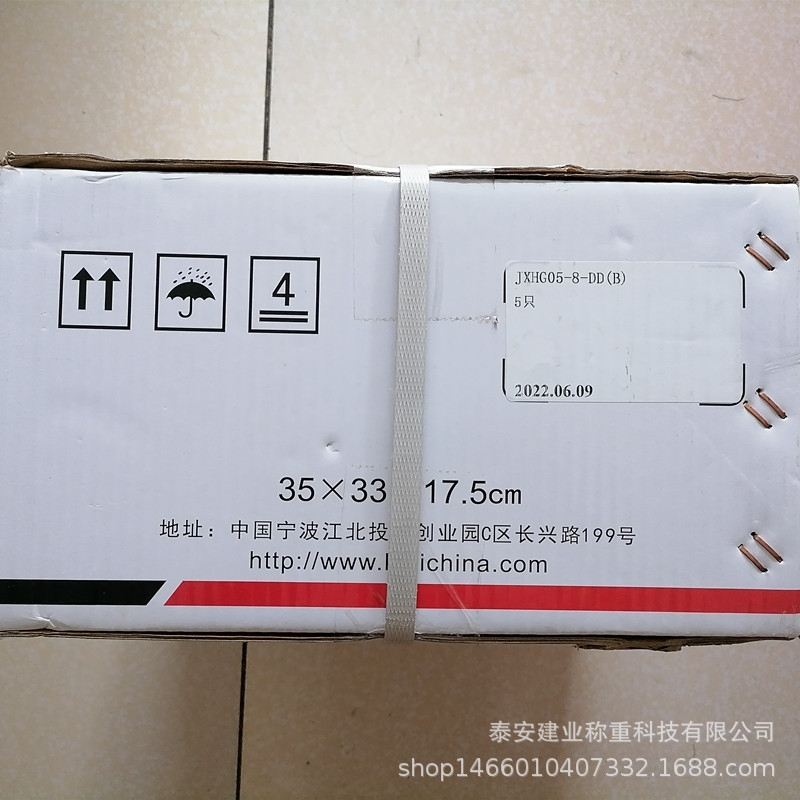 4
JXHG05-8-DD(B)
5只
2022.06.09
35×33 17.5cm
地址：中国宁波江北投 创业园C区长兴路199号
http://www. ichina.com
泰安建业称重科技有限公司
shop1466010407332.1688.com